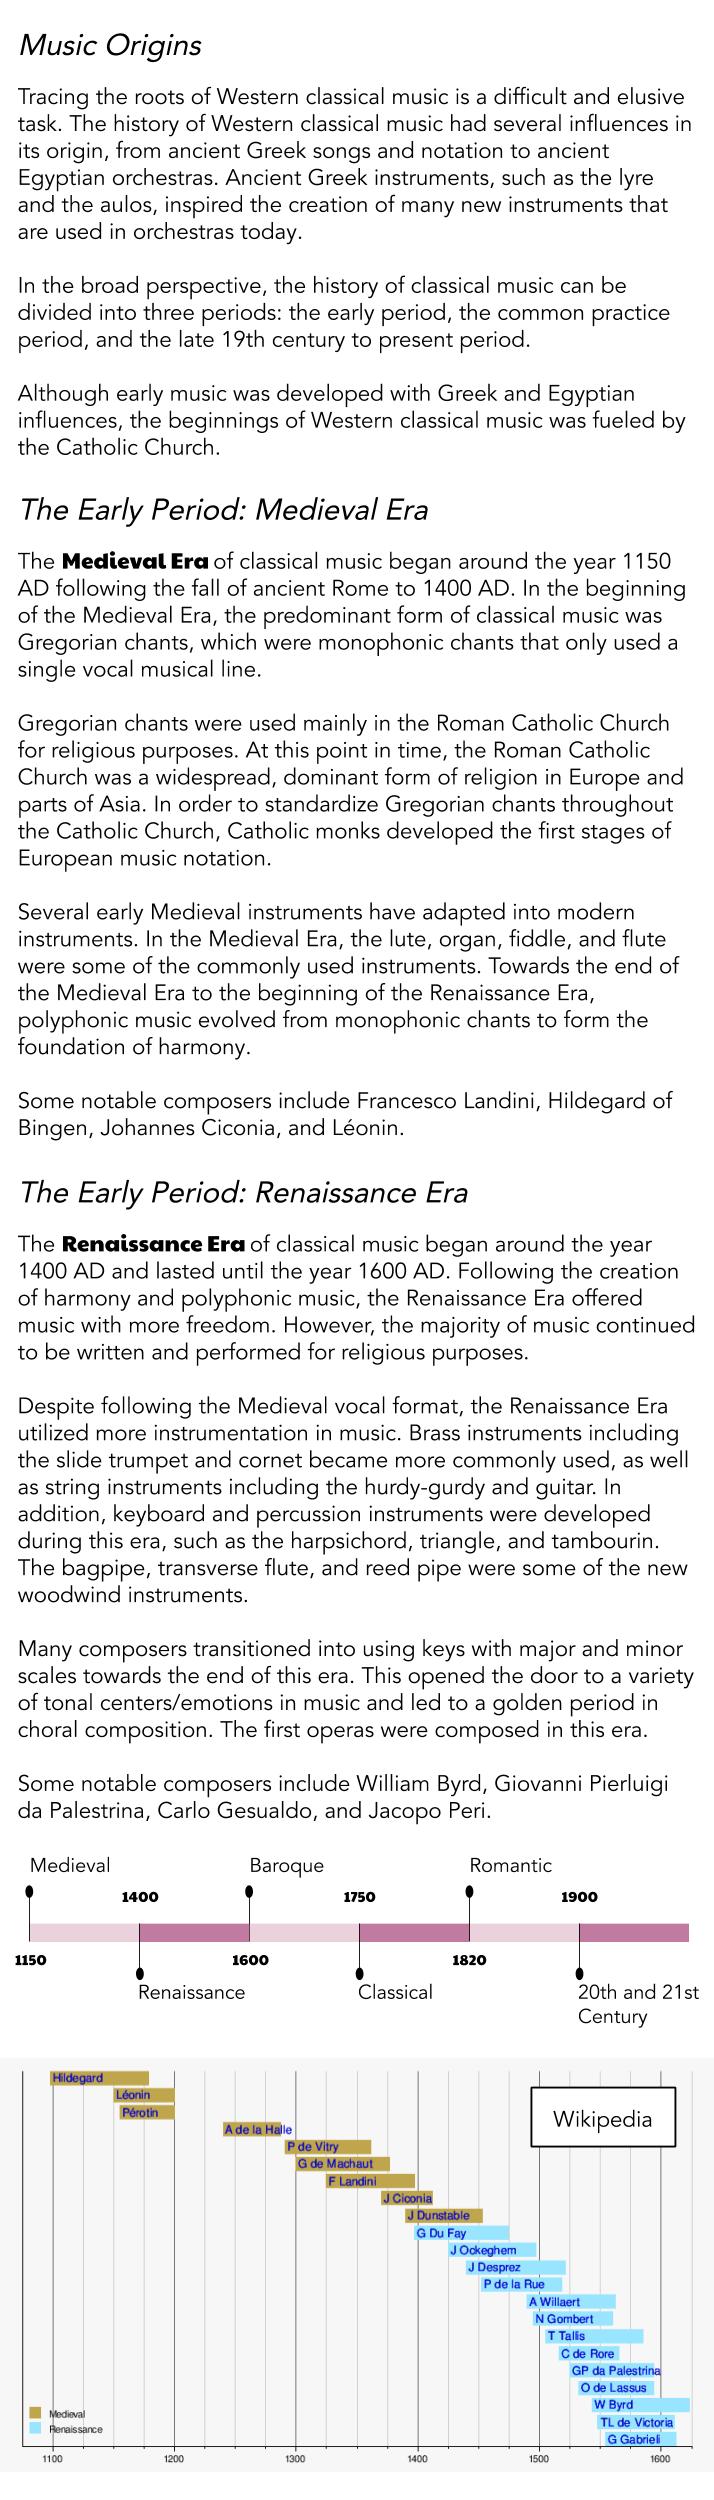 Music Origins
Tracing the roots of Western classical music is a difficult and elusive
task. The history of Western classical music had several influences in
its origin, from ancient Greek songs and notation to ancient
Egyptian orchestras. Ancient Greek instruments, such as the lyre
and the aulos, inspired the creation of many new instruments that
are used in orchestras today.
In the broad perspective, the history of classical music can be
divided into three periods: the early period, the common practice
period, and the late 19th century to present period.
Although early music was developed with Greek and Egyptian
influences, the beginnings of Western classical music was fueled by
the Catholic Church.
The Early Period: Medieval Era
The Medieval Era of classical music began around the year 1150
AD following the fall of ancient Rome to 1400 AD. In the beginning
of the Medieval Era, the predominant form of classical music was
Gregorian chants, which were monophonic chants that only used a
single vocal musical line.
Gregorian chants were used mainly in the Roman Catholic Church
for religious purposes. At this point in time, the Roman Catholic
Church was a widespread, dominant form of religion in Europe and
parts of Asia. In order to standardize Gregorian chants throughout
the Catholic Church, Catholic monks developed the first stages of
European music notation.
Several early Medieval instruments have adapted into modern
instruments. In the Medieval Era, the lute, organ, fiddle, and flute
were some of the commonly used instruments. Towards the end of
the Medieval Era to the beginning of the Renaissance Era,
polyphonic music evolved from monophonic chants to form the
foundation of harmony.
Some notable composers include Francesco Landini, Hildegard of
Bingen, Johannes Ciconia, and Léonin.
The Early Period: Renaissance Era
The Renaissance Era of classical music began around the year
1400 AD and lasted until the year 1600 AD. Following the creation
of harmony and polyphonic music, the Renaissance Era offered
music with more freedom. However, the majority of music continued
to be written and performed for religious purposes.
Despite following the Medieval vocal format, the Renaissance Era
utilized more instrumentation in music. Brass instruments including
the slide trumpet and cornet became more commonly used, as well
as string instruments including the hurdy-gurdy and guitar. In
addition, keyboard and percussion instruments were developed
during this era, such as the harpsichord, triangle, and tambourin.
The bagpipe, transverse flute, and reed pipe were some of the new
woodwind instruments.
Many composers transitioned into using keys with major and minor
scales towards the end of this era. This opened the door to a variety
of tonal centers/emotions in music and led to a golden period in
choral composition. The first operas were composed in this era.
Some notable composers include William Byrd, Giovanni Pierluigi
da Palestrina, Carlo Gesualdo, and Jacopo Peri.
Medieval Baroque Romantic
1400 1750 1900
1150 1600 1820
Renaissance Classical 20th and 21st
Century
Hildegard
Léonin
Pérotin
Wikipedia
A de la Halle
P de Vitry
G de Machaut
F Landini
J Ciconia
J Dunstable
G Du Fay
J Ockeghem
J Desprez
P de la Rue
A Willaert
N Gombert
T Tallis
C de Rore
GP da Palestrina
O de Lassus
W Byrd
TL de Victoria
G Gabrieli
Medieval
Renaissance
1100 1200 1300 1400 1500 1600